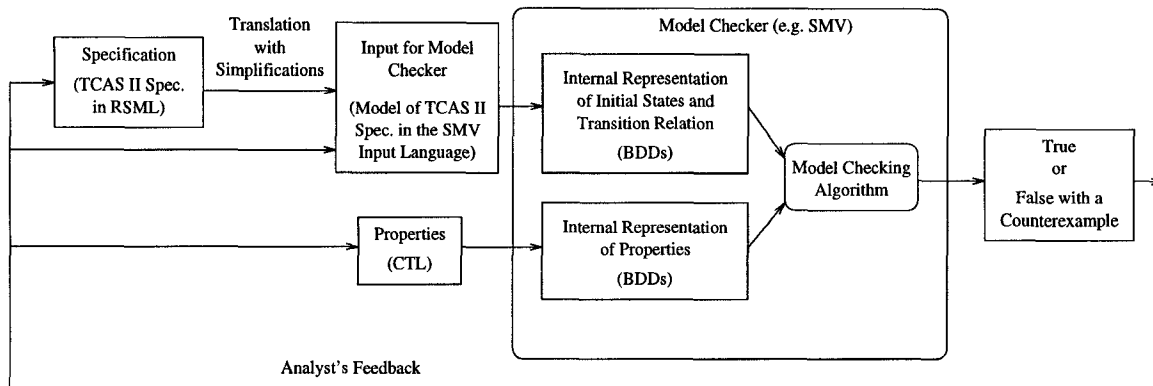 Model Checker (e.g. SMV)
Translation
with
Simplifications
Specification
(TCAS II Spec.
in RSML)
Input for Model
Checker
(Model of TCAS II
Spec. in the SMV
Input Language)
Internal Representation
of Initial States and
Transition Relation
(BDDs)
Model Checking
Algorithm
True
or
False with a
Counterexample
Properties
(CTL)
Internal Representation
of Properties
(BDDs)
Analyst's Feedback